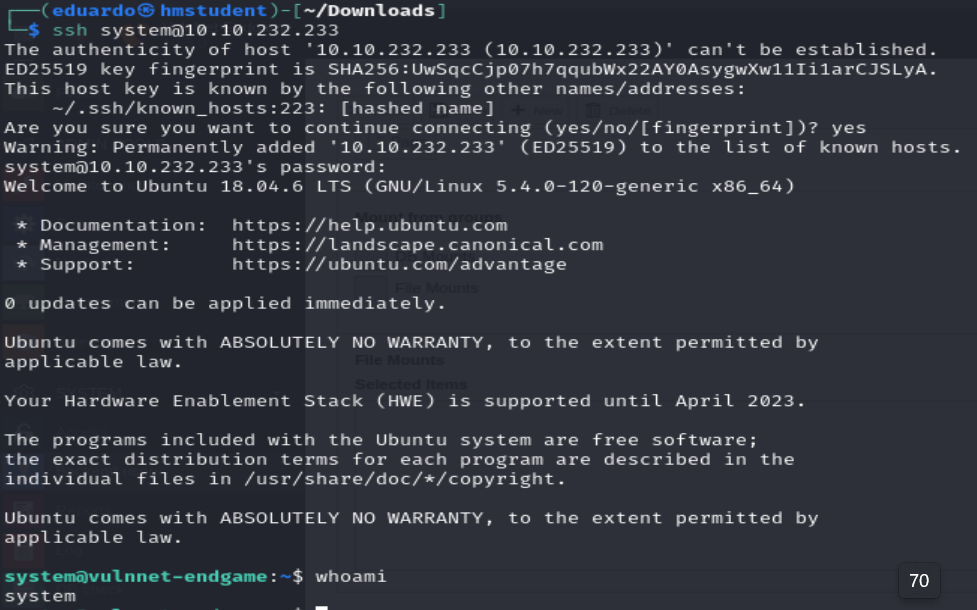 ┌──(eduardo㉿hmstudent)-[~/Downloads]
└─$ ssh system@10.10.232.233
The authenticity of host '10.10.232.233 (10.10.232.233)' can't be established.
ED25519 key fingerprint is SHA256:UwSqcCjp07h7qqubWx22AY0AsygwXw11Ii1arCJSLyA.
This host key is known by the following other names/addresses:
    ~/.ssh/known_hosts:223: [hashed name]
Are you sure you want to continue connecting (yes/no/[fingerprint])? yes
Warning: Permanently added '10.10.232.233' (ED25519) to the list of known hosts.
system@10.10.232.233's password:
Welcome to Ubuntu 18.04.6 LTS (GNU/Linux 5.4.0-120-generic x86_64)
 * Documentation:  https://help.ubuntu.com
 * Management:     https://landscape.canonical.com
 * Support:        https://ubuntu.com/advantage
Mount from groups
File Mounts
0 updates can be applied immediately.
Ubuntu comes with ABSOLUTELY NO WARRANTY, to the extent permitted by
applicable law.
File Mounts
Selected Items
Your Hardware Enablement Stack (HWE) is supported until April 2023.
The programs included with the Ubuntu system are free software;
the exact distribution terms for each program are described in the
individual files in /usr/share/doc/*/copyright.
Ubuntu comes with ABSOLUTELY NO WARRANTY, to the extent permitted by
applicable law.
system@vulnnet-endgame:~$ whoami
system
70